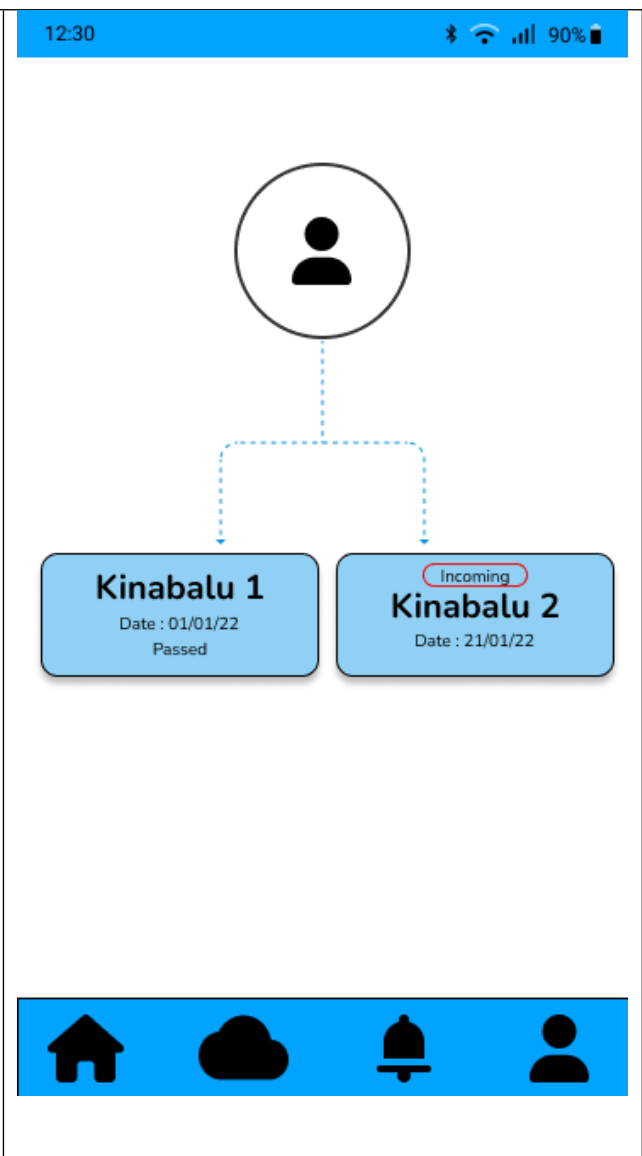 12:30
90%
Kinabalu 1
Date : 01/01/22
Passed
Incoming
Kinabalu 2
Date : 21/01/22